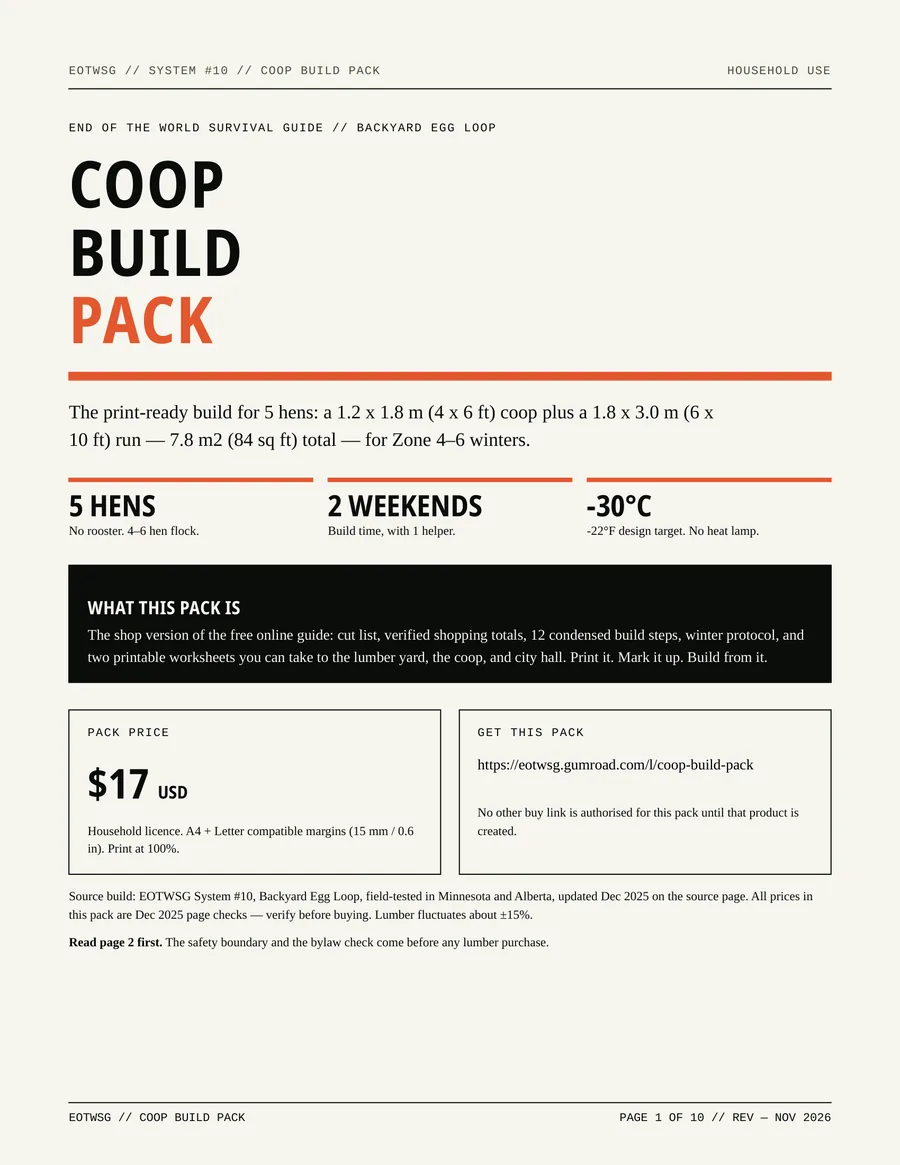 EOTWSG // SYSTEM #10 // COOP BUILD PACK
HOUSEHOLD USE
END OF THE WORLD SURVIVAL GUIDE // BACKYARD EGG LOOP
COOP
BUILD
PACK
The print-ready build for 5 hens: a 1.2 x 1.8 m (4 x 6 ft) coop plus a 1.8 x 3.0 m (6 x
10 ft) run — 7.8 m2 (84 sq ft) total — for Zone 4–6 winters.
5 HENS
No rooster. 4–6 hen flock.
2 WEEKENDS
Build time, with 1 helper.
-30°C
-22°F design target. No heat lamp.
WHAT THIS PACK IS
The shop version of the free online guide: cut list, verified shopping totals, 12 condensed build steps, winter protocol, and
two printable worksheets you can take to the lumber yard, the coop, and city hall. Print it. Mark it up. Build from it.
PACK PRICE
$17 USD
Household licence. A4 + Letter compatible margins (15 mm / 0.6
in). Print at 100%.
GET THIS PACK
https://eotwsg.gumroad.com/l/coop-build-pack
No other buy link is authorised for this pack until that product is
created.
Source build: EOTWSG System #10, Backyard Egg Loop, field-tested in Minnesota and Alberta, updated Dec 2025 on the source page. All prices in
this pack are Dec 2025 page checks — verify before buying. Lumber fluctuates about ±15%.
Read page 2 first. The safety boundary and the bylaw check come before any lumber purchase.
EOTWSG // COOP BUILD PACK
PAGE 1 OF 10 // REV — NOV 2026